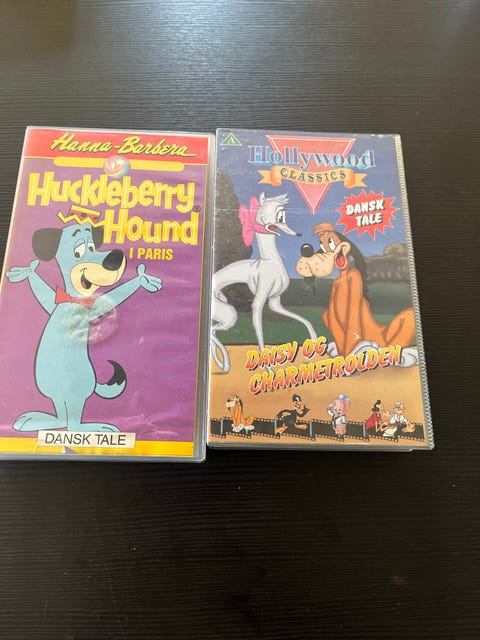 Hanna-Barbera
Huckleberry
Hound
I PARIS
DANSK TALE
A
Hollywood
CLASSICS
DANSK
TALE
DAISY OG
CHARMETROLDEN